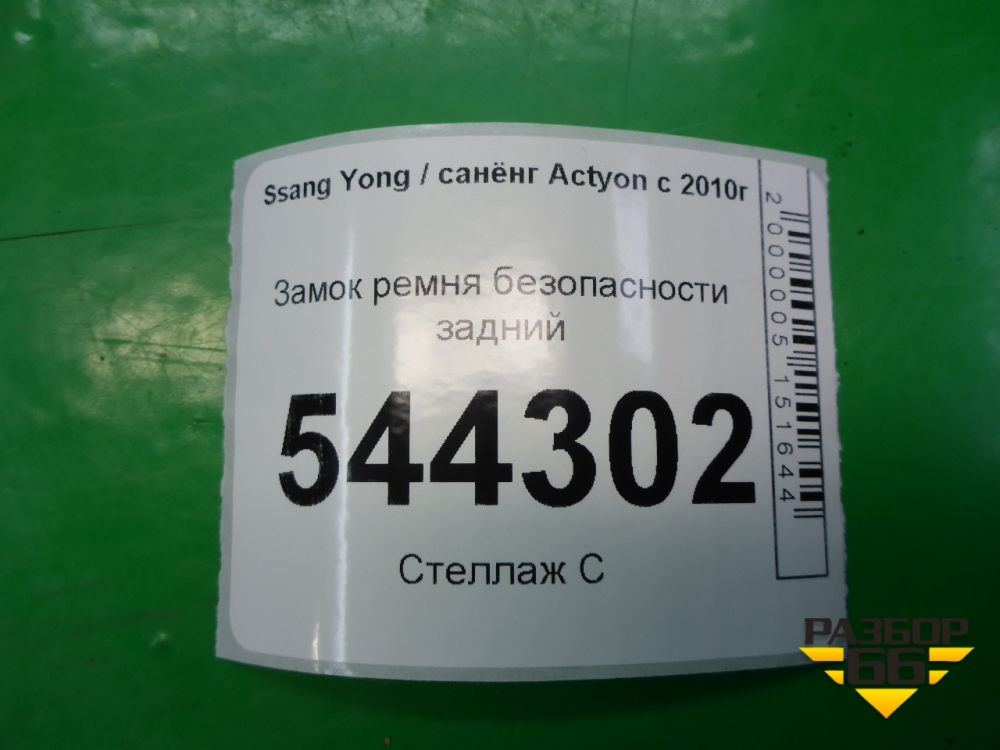 Ssang Yong / санёнг Actyon с 2010г
Замок ремня безопасности
задний
544302
Стеллаж С
2000005151644
РАЗБОР
66